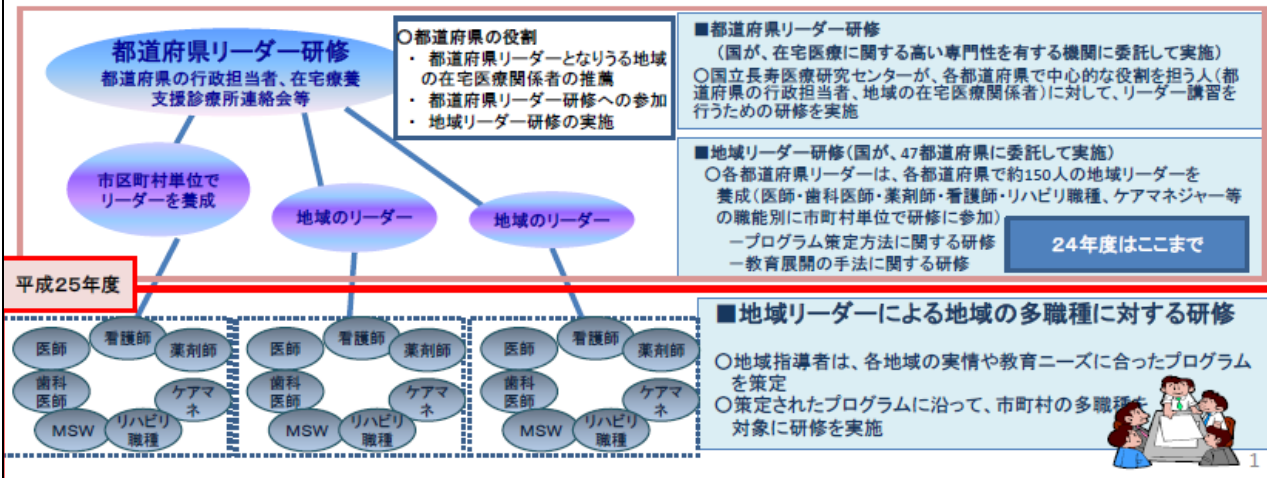 都道府県リーダー研修
都道府県の行政担当者、在宅療養
支援診療所連絡会等
○都道府県の役割
・ 都道府県リーダーとなりうる地域
の在宅医療関係者の推薦
・ 都道府県リーダー研修への参加
・ 地域リーダー研修の実施
■都道府県リーダー研修
(国が、在宅医療に関する高い専門性を有する機関に委託して実施)
○国立長寿医療研究センターが、各都道府県で中心的な役割を担う人(都
道府県の行政担当者、地域の在宅医療関係者)に対して、リーダー講習を
行うための研修を実施
市区町村単位で
リーダーを養成
地域のリーダー
地域のリーダー
■地域リーダー研修(国が、47都道府県に委託して実施)
○各都道府県リーダーは、各都道府県で約150人の地域リーダーを
養成(医師・歯科医師・薬剤師・看護師・リハビリ職種、ケアマネジャー等
の職能別に市町村単位で研修に参加)
－プログラム策定方法に関する研修
－教育展開の手法に関する研修
24年度はここまで
平成25年度
医師
看護師
薬剤師
歯科
医師
ケアマ
ネ
MSW
リハビリ
職種
医師
看護師
薬剤師
歯科
医師
ケアマ
ネ
MSW
リハビリ
職種
医師
看護師
薬剤師
歯科
医師
ケアマ
ネ
MSW
リハビリ
職種
■地域リーダーによる地域の多職種に対する研修
○地域指導者は、各地域の実情や教育ニーズに合ったプログラム
を策定
○策定されたプログラムに沿って、市町村の多職種を
対象に研修を実施
1